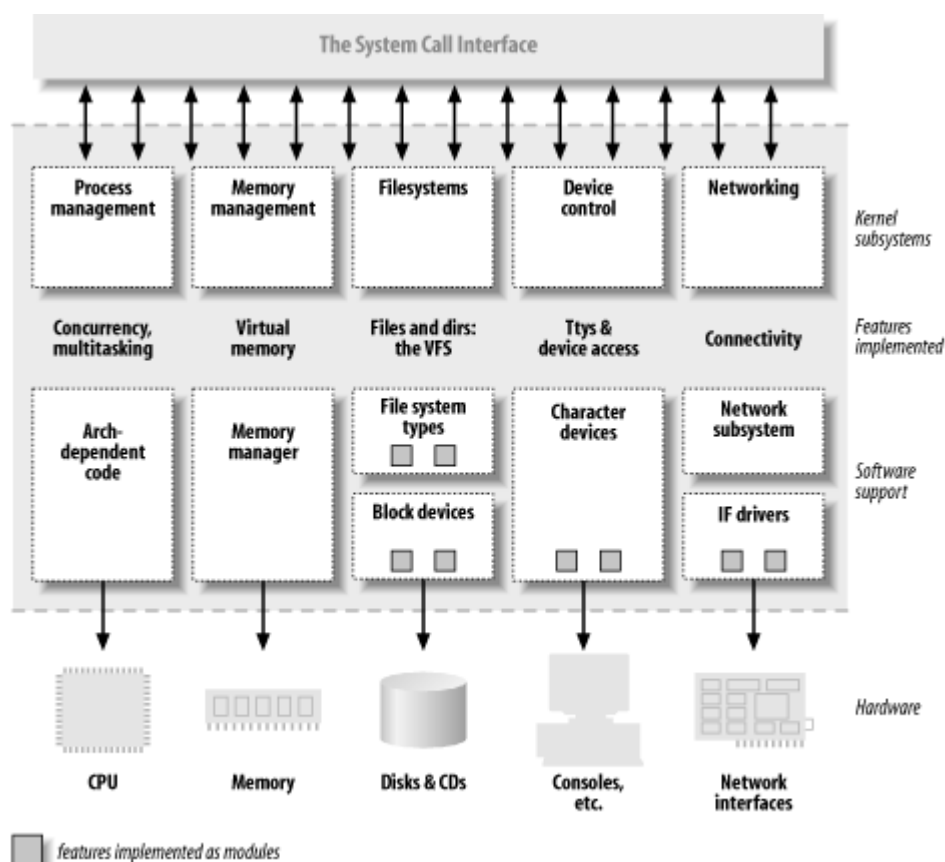 The System Call Interface
Process
management
Memory
management
Filesystems
Device
control
Networking
Kernel
subsystems
Concurrency,
multitasking
Virtual
memory
Files and dirs:
the VFS
Ttys &
device access
Connectivity
Features
implemented
Arch-
dependent
code
Memory
manager
File system
types
Block devices
Character
devices
Network
subsystem
IF drivers
Software
support
Hardware
CPU
Memory
Disks & CDs
Consoles,
etc.
Network
interfaces
features implemented as modules